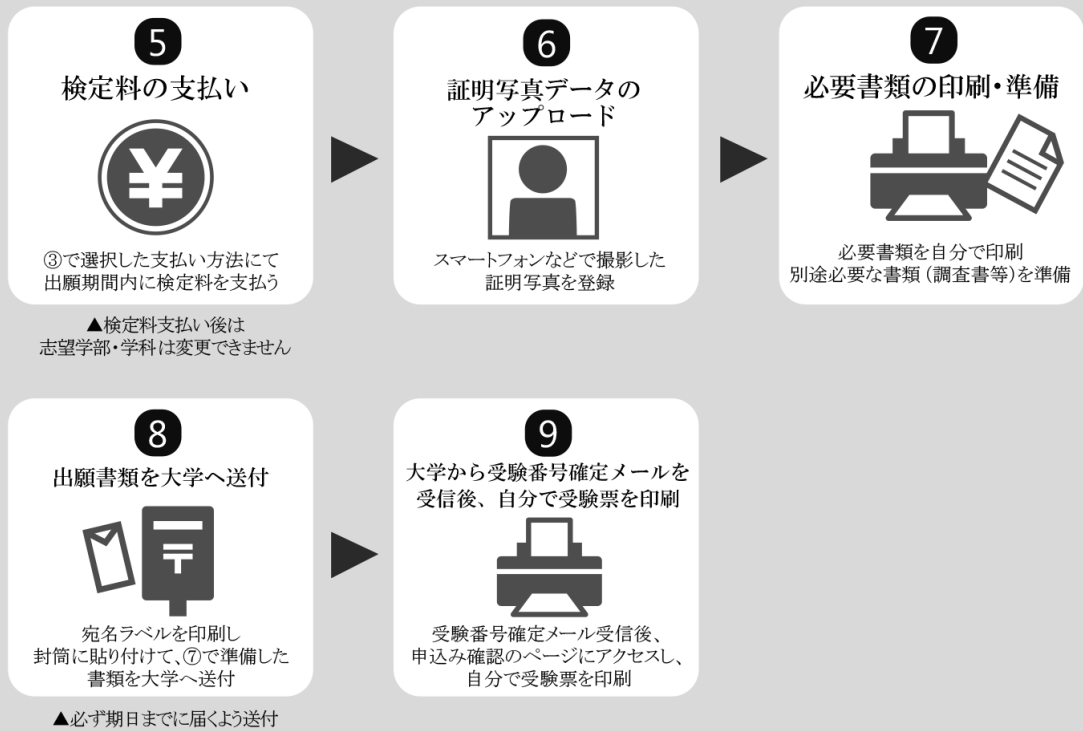 5
検定料の支払い
¥
③で選択した支払い方法にて
出願期間内に検定料を支払う
▲検定料支払い後は
志望学部・学科は変更できません
6
証明写真データの
アップロード
スマートフォンなどで撮影した
証明写真を登録
7
必要書類の印刷・準備
必要書類を自分で印刷
別途必要な書類(調査書等)を準備
8
出願書類を大学へ送付
〒
宛名ラベルを印刷し
封筒に貼り付けて、⑦で準備した
書類を大学へ送付
▲必ず期日までに届くよう送付
9
大学から受験番号確定メールを
受信後、自分で受験票を印刷
受験番号確定メール受信後、
申込み確認のページにアクセスし、
自分で受験票を印刷